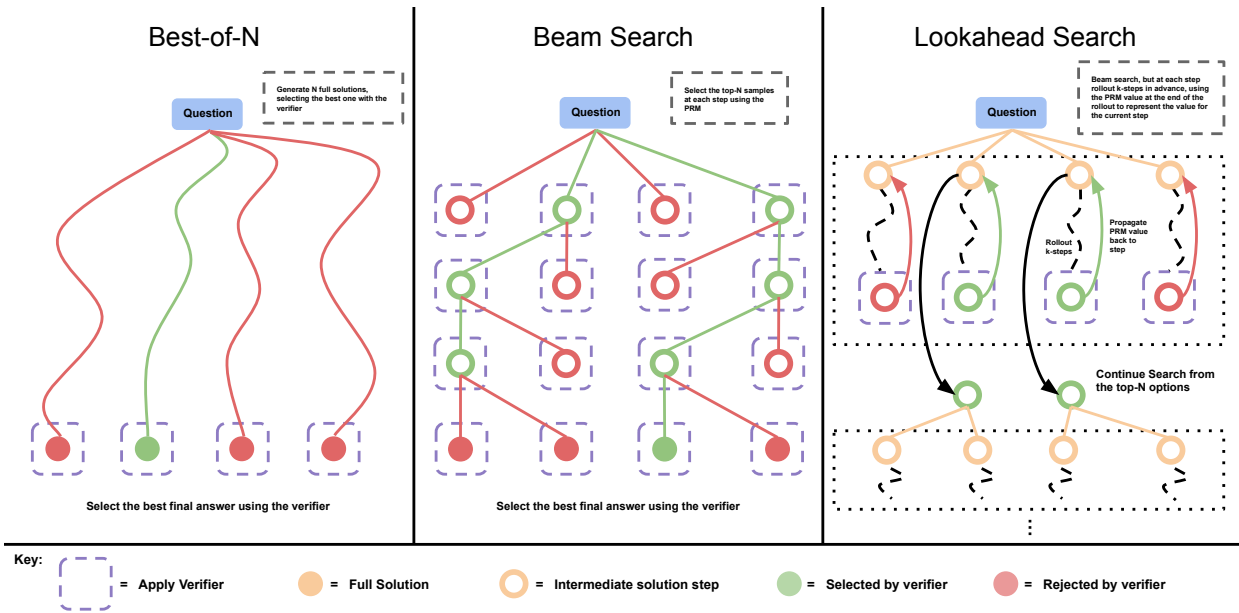 Best-of-N
Generate N full solutions,
selecting the best one with the
verifier
Question
Select the best final answer using the verifier
Beam Search
Select the top-N samples
at each step using the
PRM
Question
Select the best final answer using the verifier
Lookahead Search
Beam search, but at each step
rollout k-steps in advance, using
the PRM value at the end of the
rollout to represent the value for
the current step
Question
Rollout
k-steps
Propagate
PRM value
back to
step
Continue Search from
the top-N options
Key:
= Apply Verifier
= Full Solution
= Intermediate solution step
= Selected by verifier
= Rejected by verifier